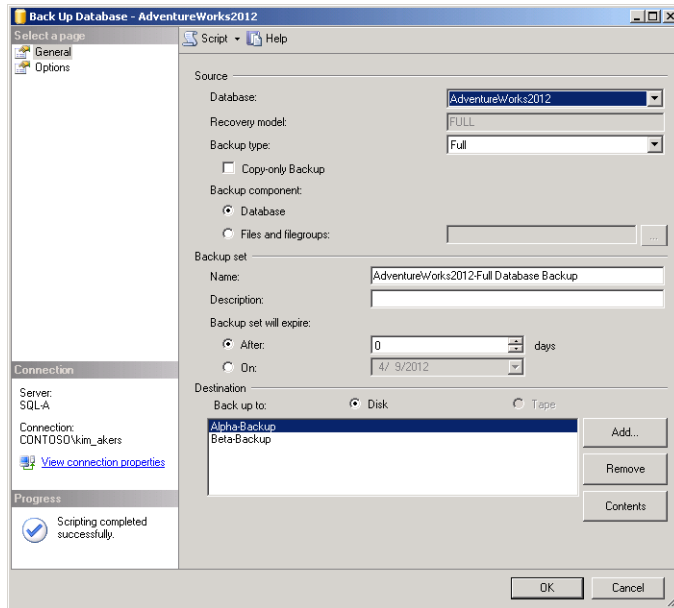 Back Up Database - AdventureWorks2012
Select a page
General
Options
Script
Help
Source
Database:
AdventureWorks2012
Recovery model:
FULL
Backup type:
Full
Copy-only Backup
Backup component:
Database
Files and filegroups:
...
Backup set
Name:
AdventureWorks2012-Full Database Backup
Description:
Backup set will expire:
After:
0
days
On:
4/ 9/2012
Destination
Back up to:
Disk
Tape
Alpha-Backup
Beta-Backup
Add...
Remove
Contents
Connection
Server:
SQL-A
Connection:
CONTOSO\kim_akers
View connection properties
Progress
Scripting completed
successfully.
OK
Cancel